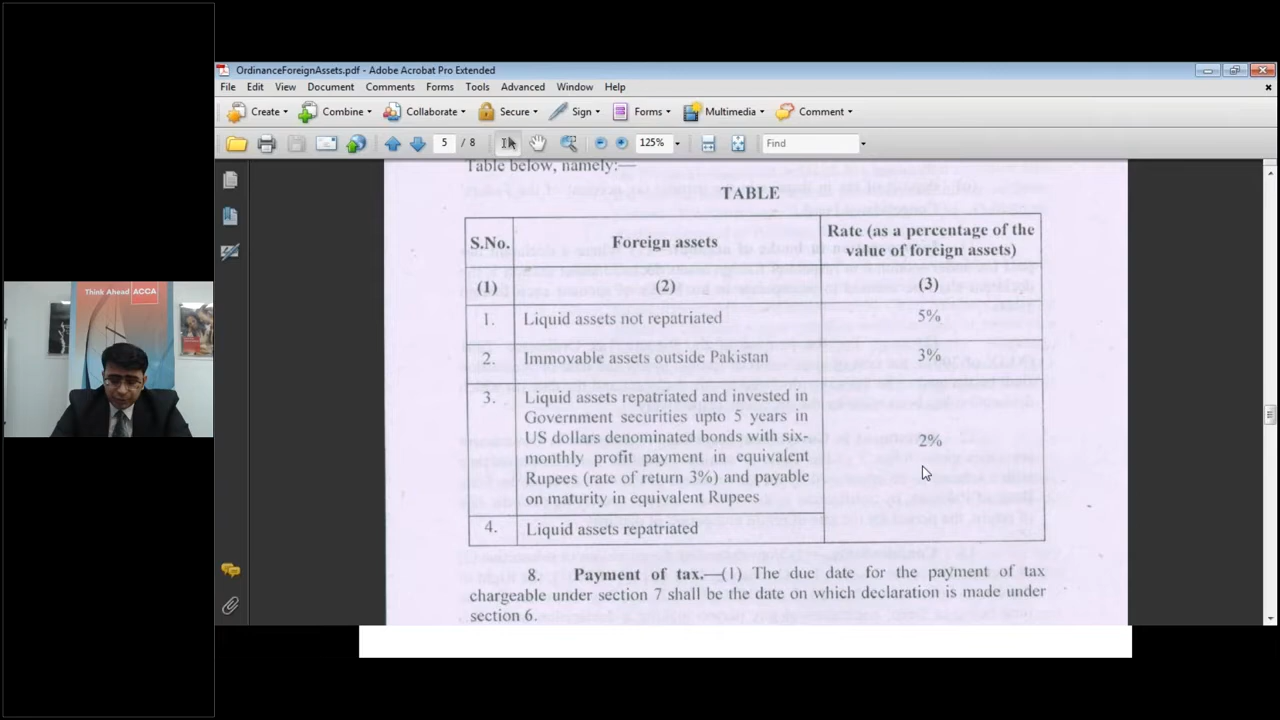 OrdinanceForeignAssets.pdf - Adobe Acrobat Pro Extended
File Edit View Document Comments Forms Tools Advanced Window Help
Create Combine Collaborate Secure Sign Forms Multimedia Comment
5 / 8 125% Find
Table below, namely:—
TABLE
S.No. Foreign assets Rate (as a percentage of the
value of foreign assets)
(1) (2) (3)
1. Liquid assets not repatriated 5%
2. Immovable assets outside Pakistan 3%
3. Liquid assets repatriated and invested in
Government securities upto 5 years in
US dollars denominated bonds with six-
monthly profit payment in equivalent
Rupees (rate of return 3%) and payable
on maturity in equivalent Rupees
2%
4. Liquid assets repatriated
8. Payment of tax.—(1) The due date for the payment of tax
chargeable under section 7 shall be the date on which declaration is made under
section 6.
Think Ahead ACCA